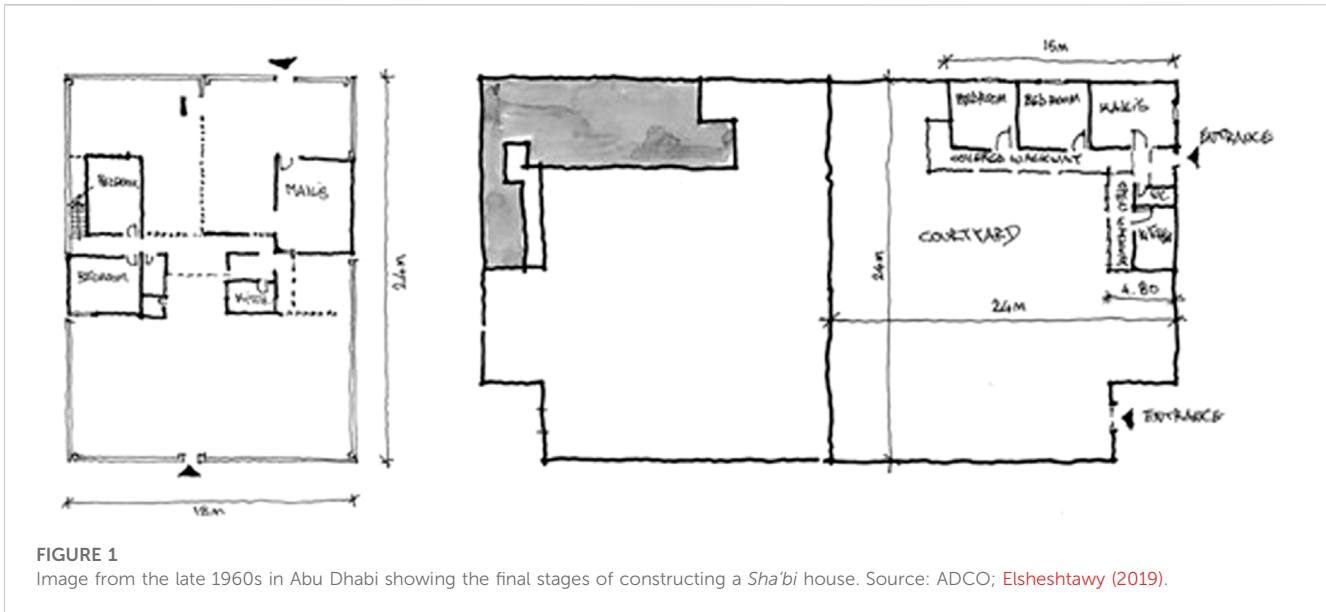 BEDROOM
MAJLIS
BEDROOM
KITCH.
24M
18M
15M
BEDROOM
BEDROOM
MAJLIS
ENTRANCE
COVERED WALKWAY
WC
COURTYARD
4.80
24M
24M
ENTRANCE
FIGURE 1
Image from the late 1960s in Abu Dhabi showing the final stages of constructing a Sha'bi house. Source: ADCO; Elsheshtawy (2019).